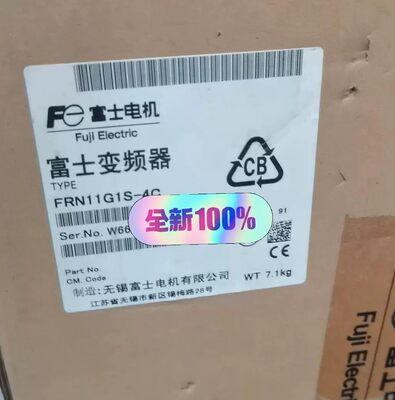 Fe 富士电机
Fuji Electric
富士变频器
TYPE
FRN11G1S-4C
CB
全新100%
Ser.No. W66
91
Part No.
CM. Code
CE
制造：无锡富士电机有限公司 WT 7.1kg
江苏省无锡市新区锡梅路28号
Fuji Electric
富士